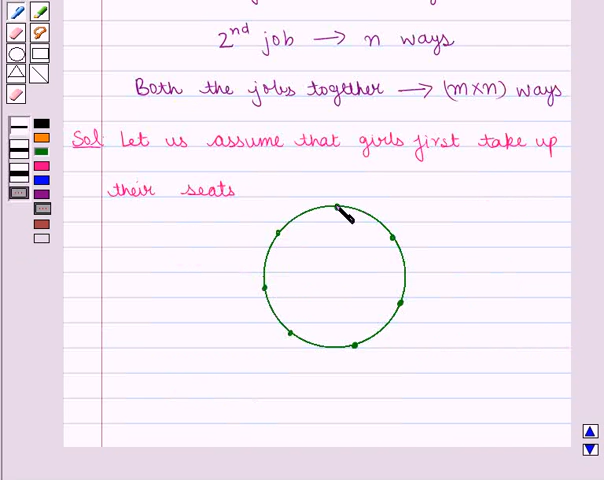 2nd job → n ways
Both the jobs together → (m×n) ways
Sol: Let us assume that girls first take up
their seats